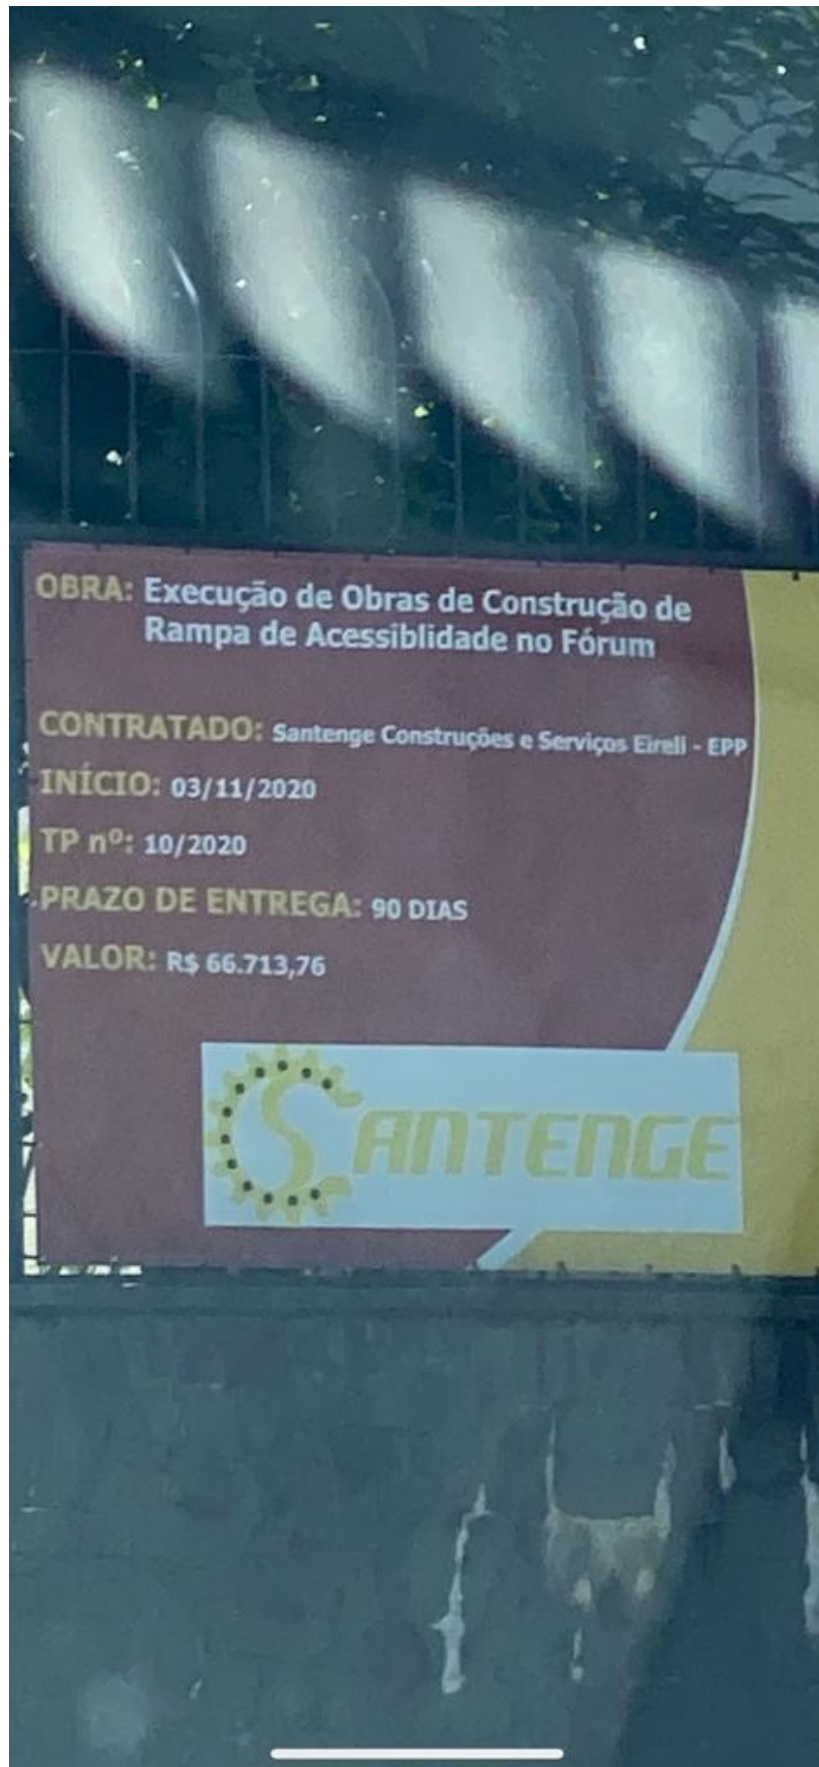 OBRA: Execução de Obras de Construção de
Rampa de Acessiblidade no Fórum
CONTRATADO: Santenge Construções e Serviços Eireli - EPP
INÍCIO: 03/11/2020
TP nº: 10/2020
PRAZO DE ENTREGA: 90 DIAS
VALOR: R$ 66.713,76
SANTENGE